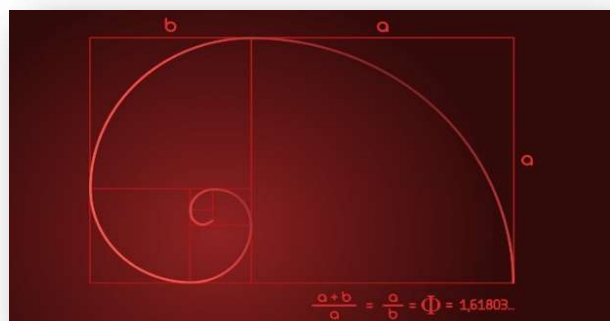 b a
a
a + b / a = a / b = Φ = 1,61803...